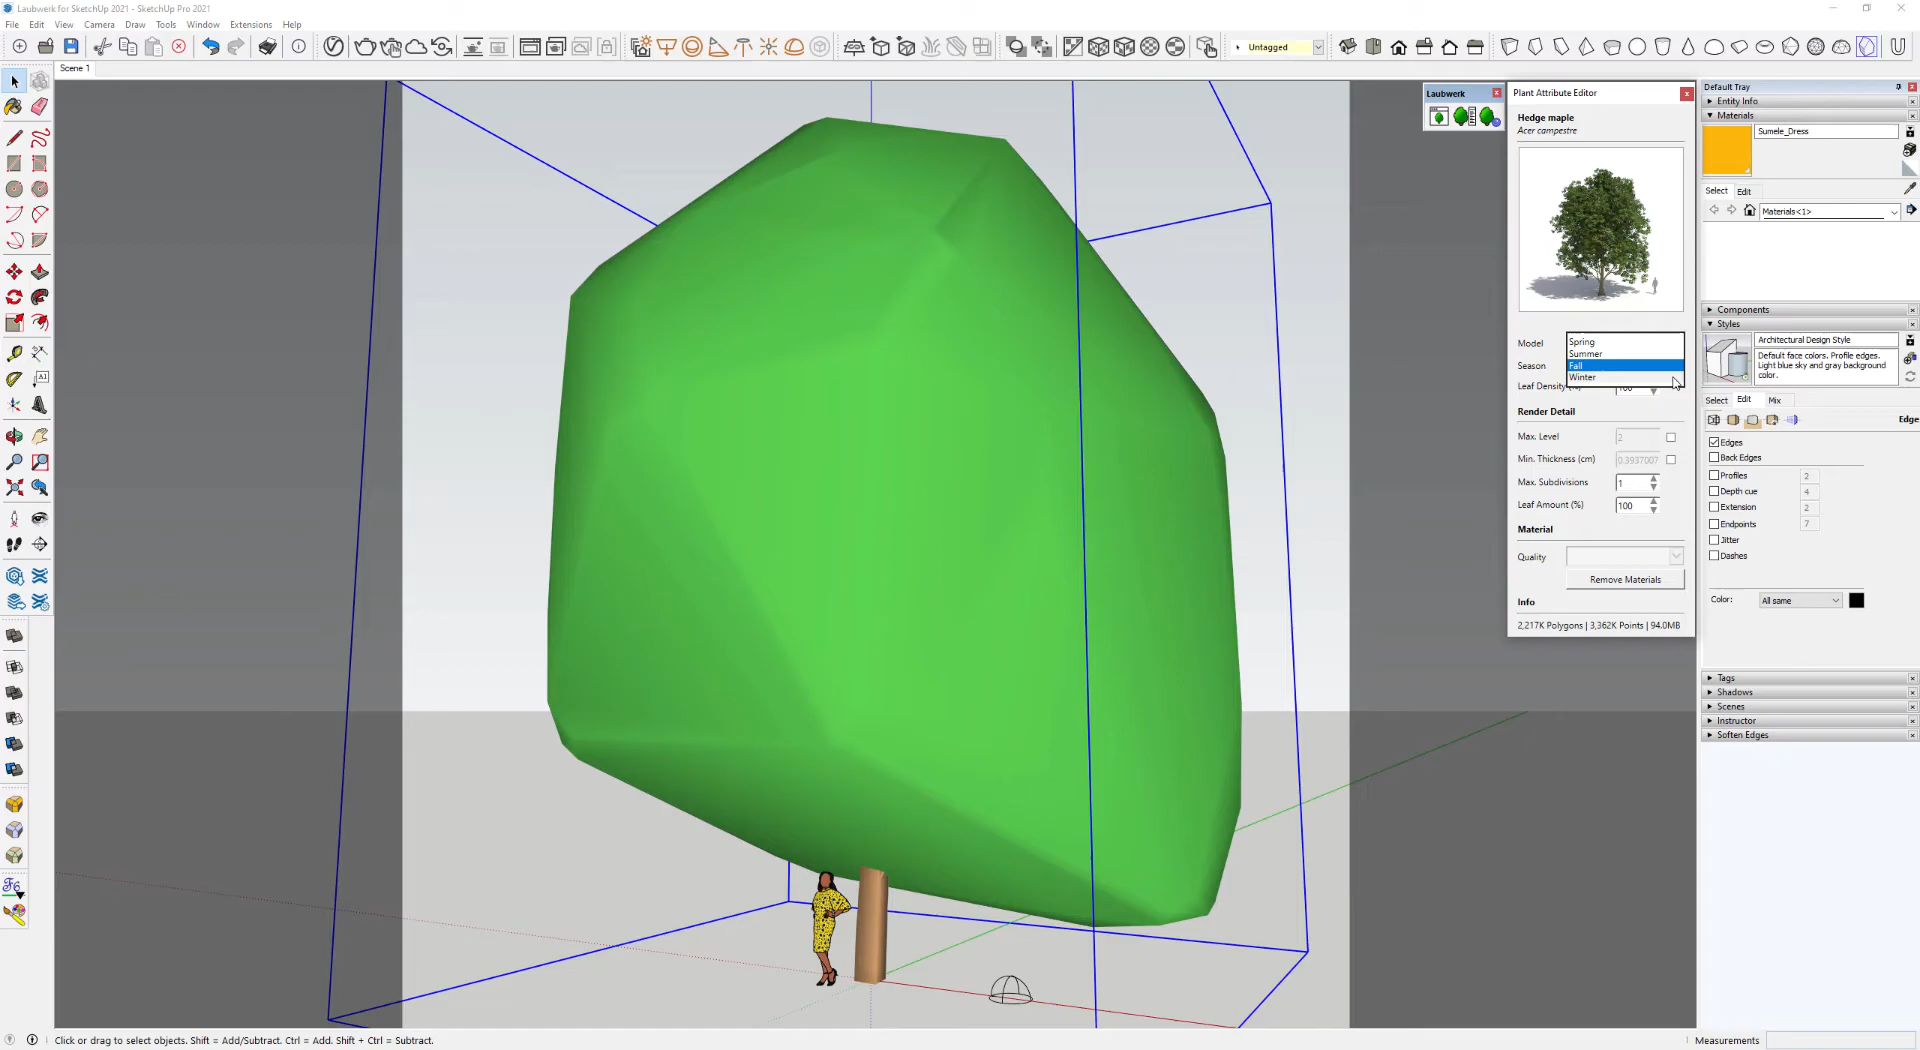 Laubwerk for SketchUp 2021 - SketchUp Pro 2021
File Edit View Camera Draw Tools Window Extensions Help
Untagged
Scene 1
Laubwerk
Plant Attribute Editor
Hedge maple
Acer campestre
Model
Spring
Summer
Season
Fall
Winter
Leaf Density (%)
100
Render Detail
Max. Level
2
Min. Thickness (cm)
0.3937007
Max. Subdivisions
1
Leaf Amount (%)
100
Material
Quality
Remove Materials
Info
2,217K Polygons | 3,362K Points | 94.0MB
Default Tray
Entity Info
Materials
Sumele_Dress
Select Edit
Materials<1>
Components
Styles
Architectural Design Style
Default face colors. Profile edges.
Light blue sky and gray background
color.
Select Edit Mix
Edge
Edges
Back Edges
Profiles 2
Depth cue 4
Extension 2
Endpoints 7
Jitter
Dashes
Color: All same
Tags
Shadows
Scenes
Instructor
Soften Edges
Click or drag to select objects. Shift = Add/Subtract. Ctrl = Add. Shift + Ctrl = Subtract.
Measurements